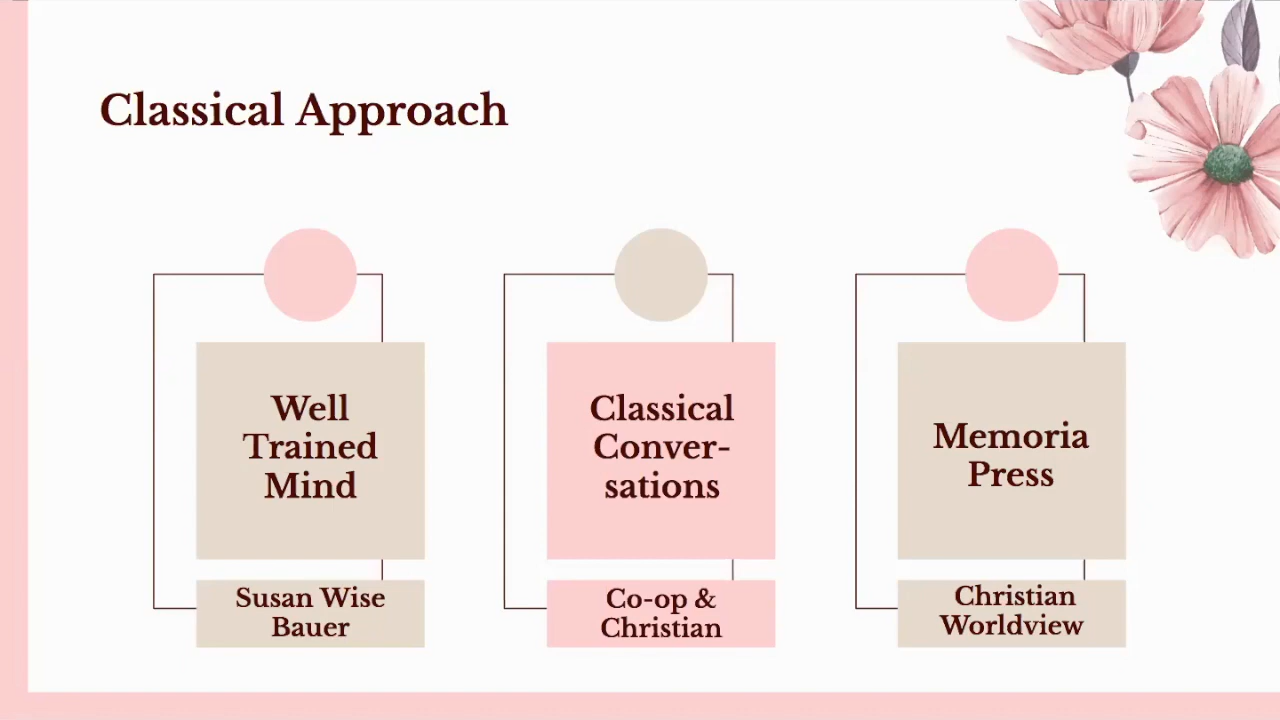 Classical Approach
Well
Trained
Mind
Susan Wise
Bauer
Classical
Conver-
sations
Co-op &
Christian
Memoria
Press
Christian
Worldview